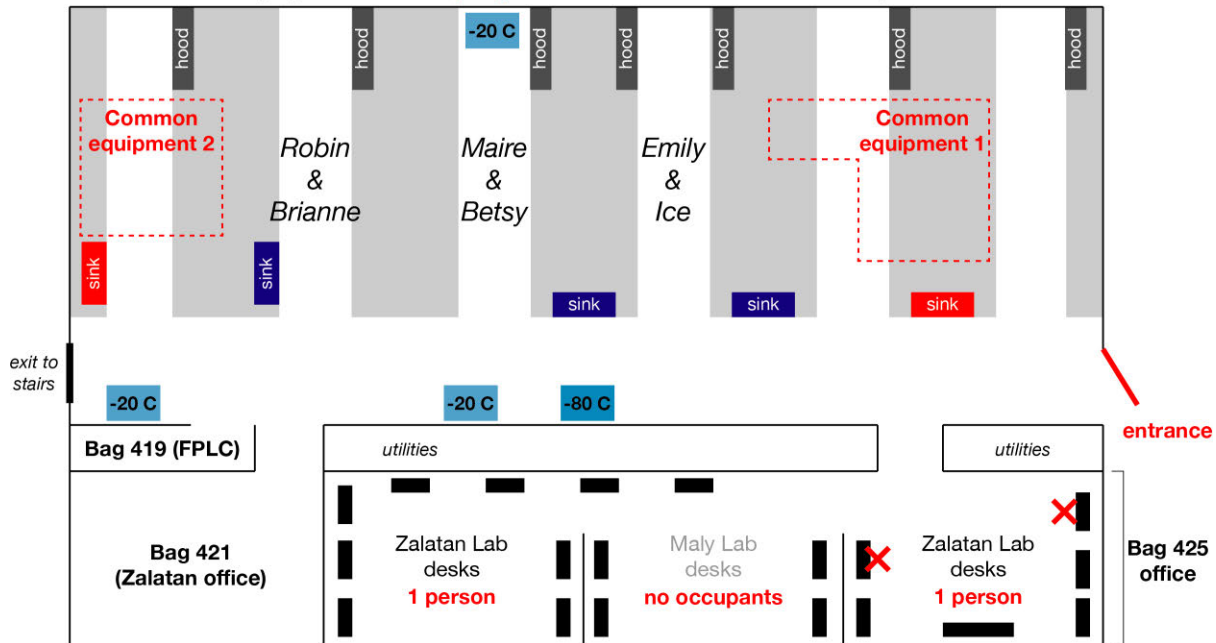 hood
hood
-20 C
hood
hood
hood
hood
hood
Common
equipment 2
Robin
&
Brianne
Maire
&
Betsy
Emily
&
Ice
Common
equipment 1
sink
sink
sink
sink
sink
exit to
stairs
-20 C
-20 C
-80 C
entrance
Bag 419 (FPLC)
utilities
utilities
Bag 421
(Zalatan office)
Zalatan Lab
desks
1 person
Maly Lab
desks
no occupants
Zalatan Lab
desks
1 person
Bag 425
office